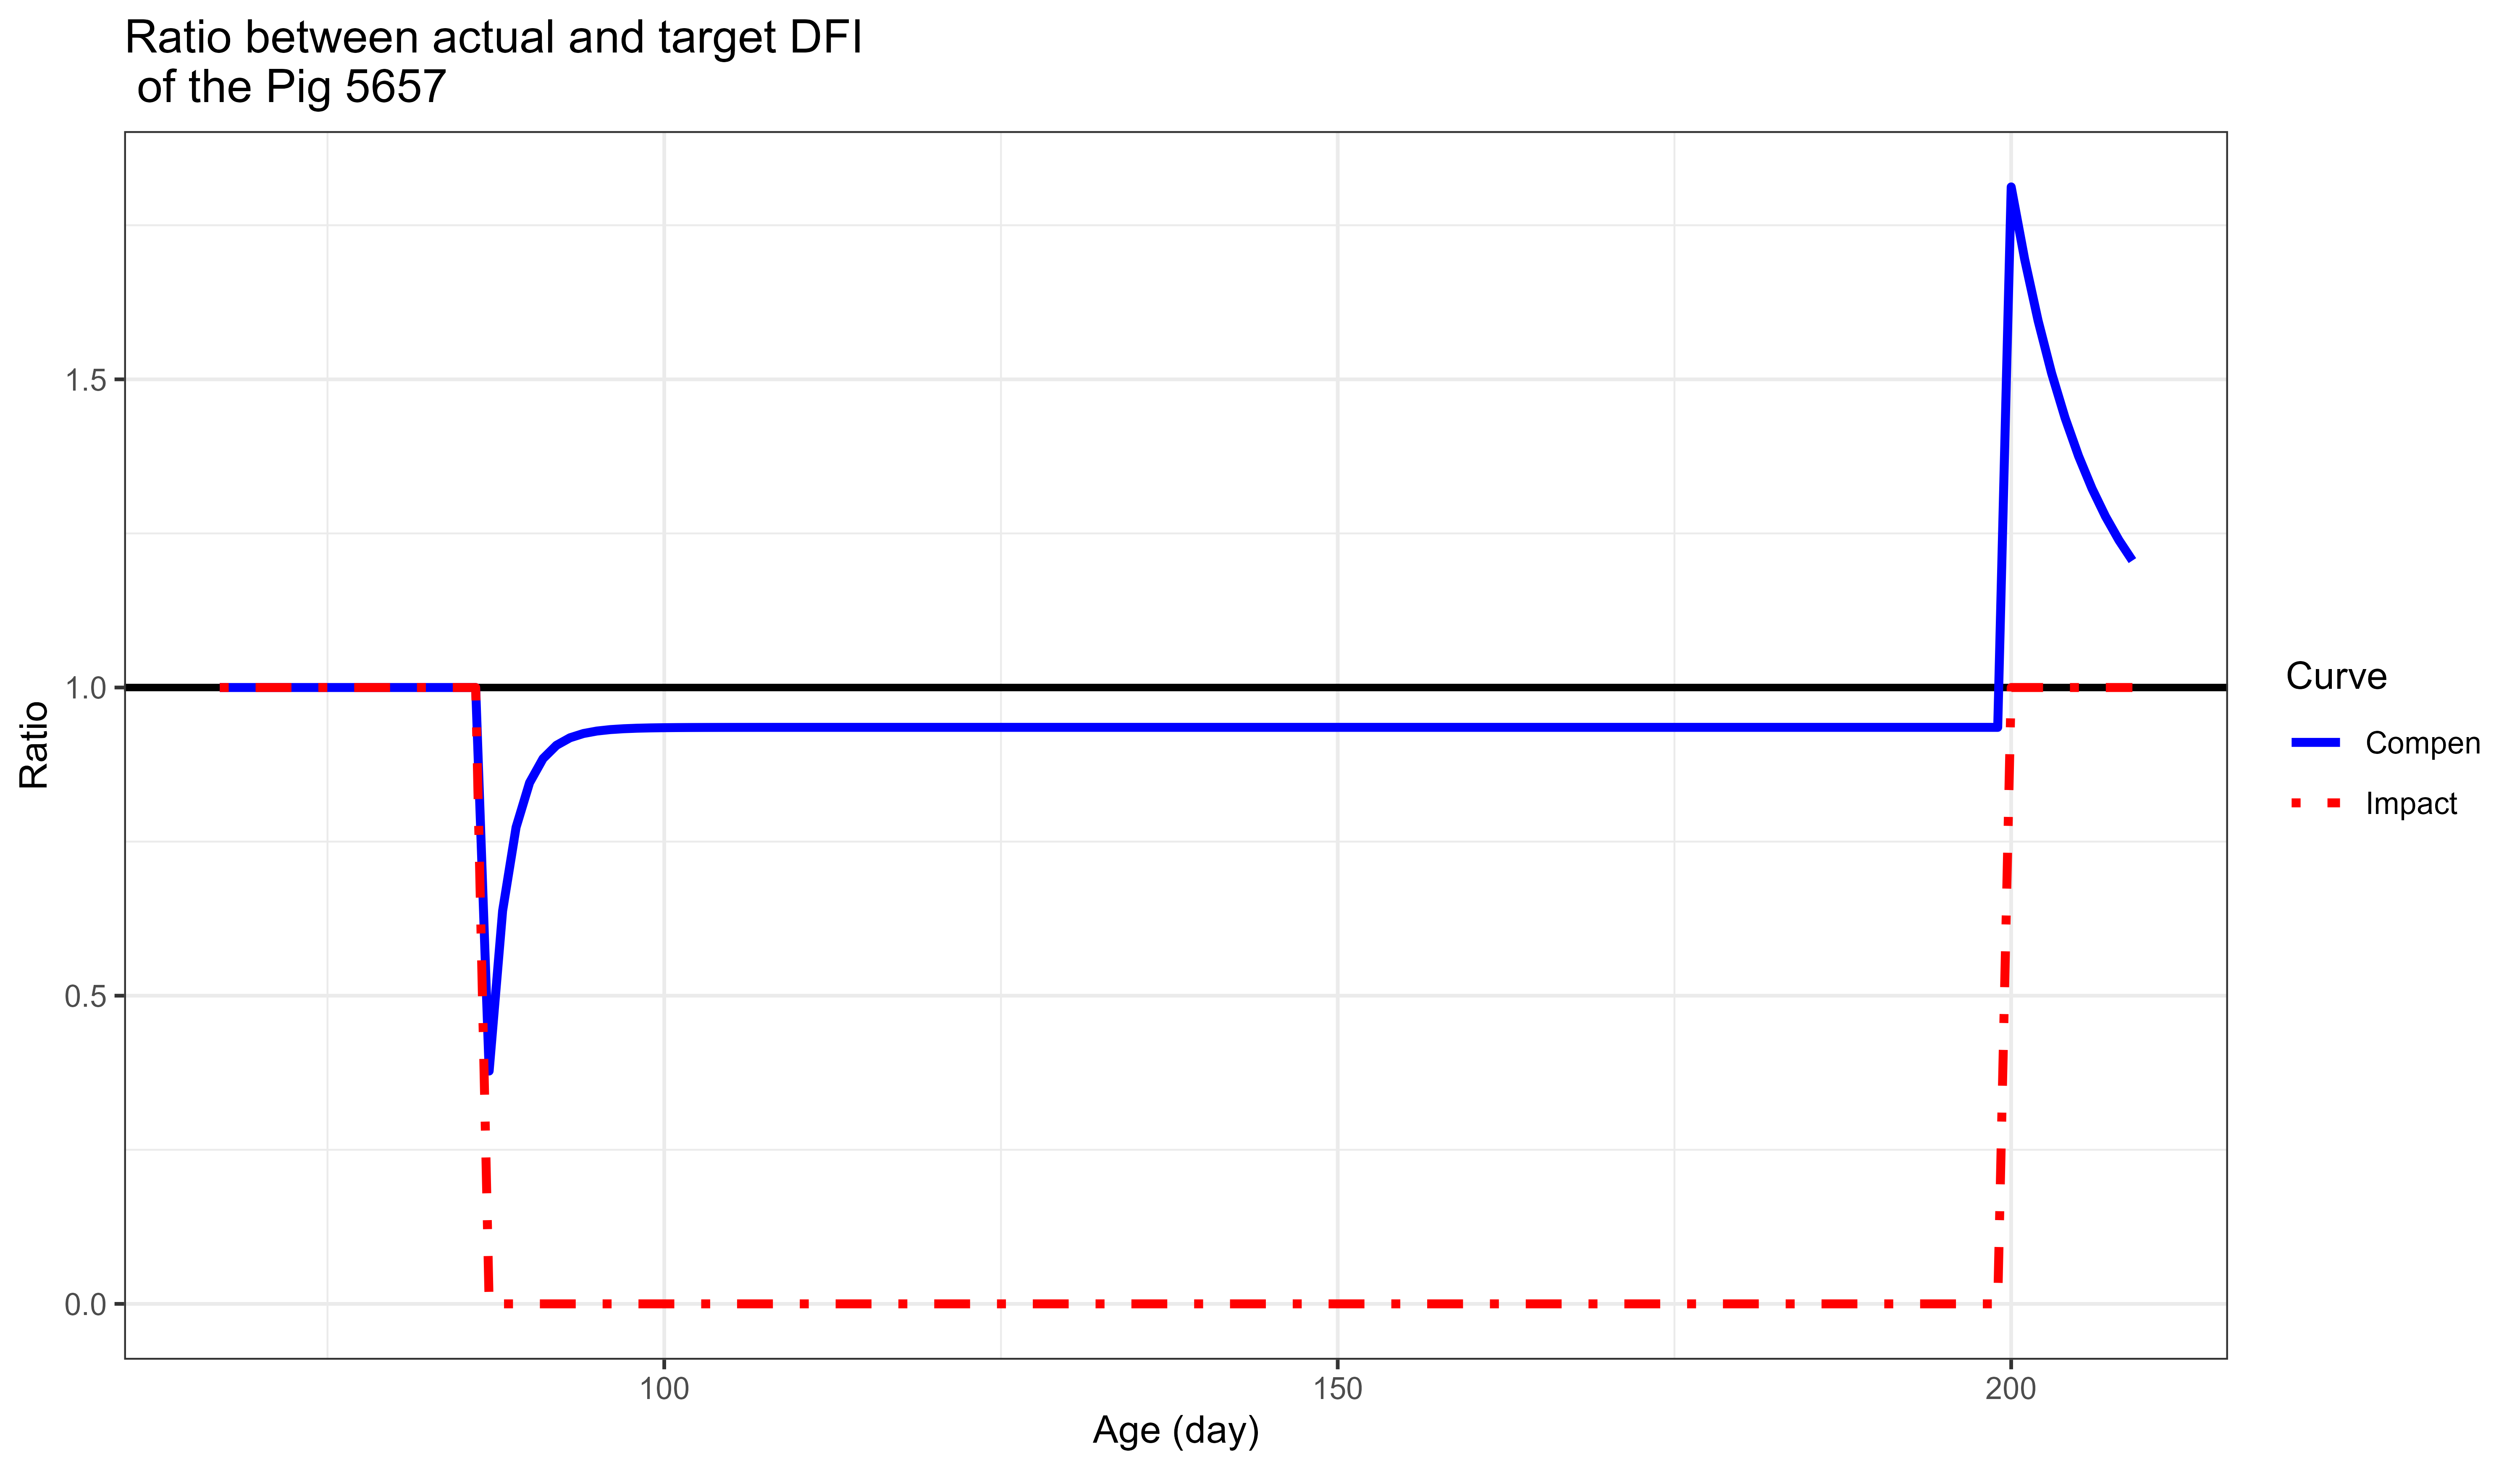 Ratio between actual and target DFI
of the Pig 5657
Ratio
1.5
1.0
0.5
0.0
100
150
200
Age (day)
Curve
Compen
Impact